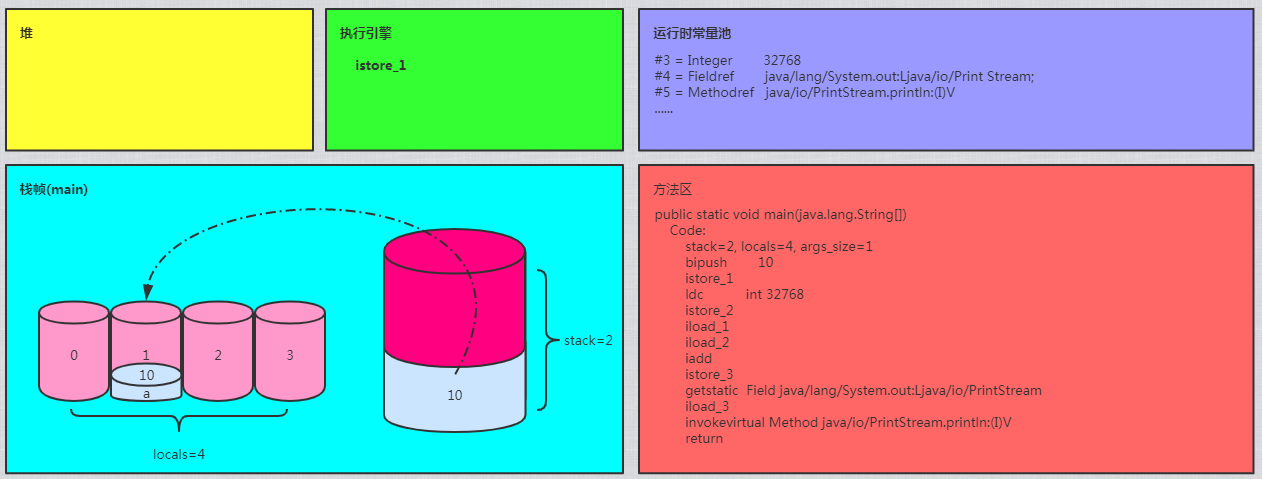 堆
执行引擎
istore_1
运行时常量池
#3 = Integer 32768
#4 = Fieldref java/lang/System.out:Ljava/io/Print Stream;
#5 = Methodref java/io/PrintStream.println:(I)V
......
栈帧(main)
0
1
2
3
10
a
locals=4
10
stack=2
方法区
public static void main(java.lang.String[])
Code:
stack=2, locals=4, args_size=1
bipush 10
istore_1
ldc int 32768
istore_2
iload_1
iload_2
iadd
istore_3
getstatic Field java/lang/System.out:Ljava/io/PrintStream
iload_3
invokevirtual Method java/io/PrintStream.println:(I)V
return